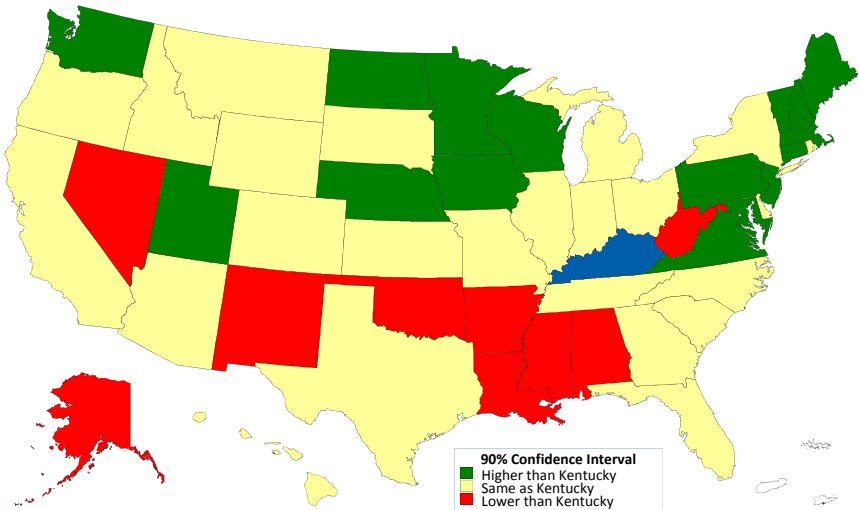 90% Confidence Interval
Higher than Kentucky
Same as Kentucky
Lower than Kentucky